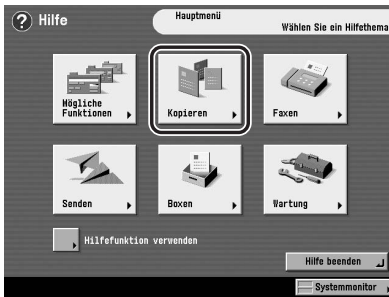 ? Hilfe
Hauptmenü
Wählen Sie ein Hilfethema
Mögliche
Funktionen
Kopieren
Faxen
Senden
Boxen
Wartung
Hilfefunktion verwenden
Hilfe beenden
Systemmonitor